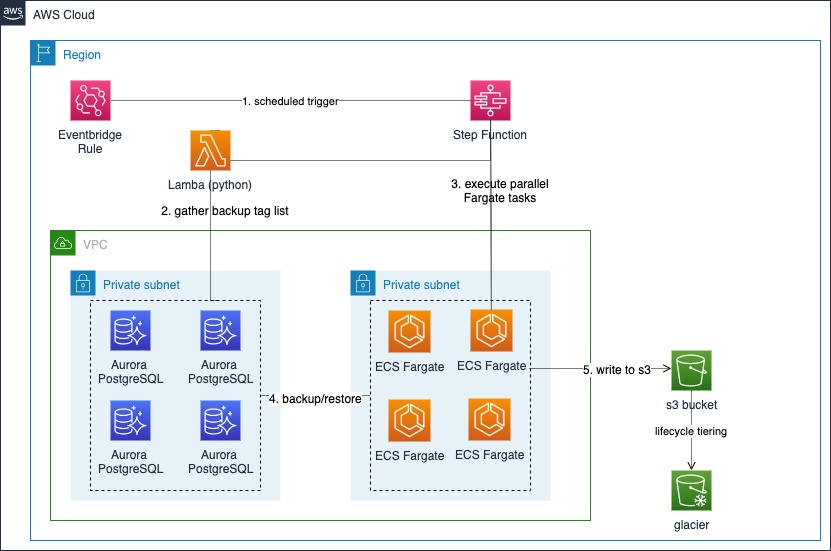 aws
AWS Cloud
Region
1. scheduled trigger
Eventbridge
Rule
Step Function
Lamba (python)
2. gather backup tag list
3. execute parallel
Fargate tasks
VPC
Private subnet
Private subnet
Aurora
PostgreSQL
Aurora
PostgreSQL
ECS Fargate
ECS Fargate
5. write to s3
4. backup/restore
s3 bucket
lifecycle tiering
Aurora
PostgreSQL
Aurora
PostgreSQL
ECS Fargate
ECS Fargate
glacier